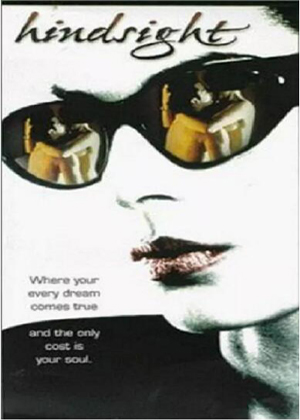 hindsight
Where your
every dream
comes true
and the only
cost is
your soul.